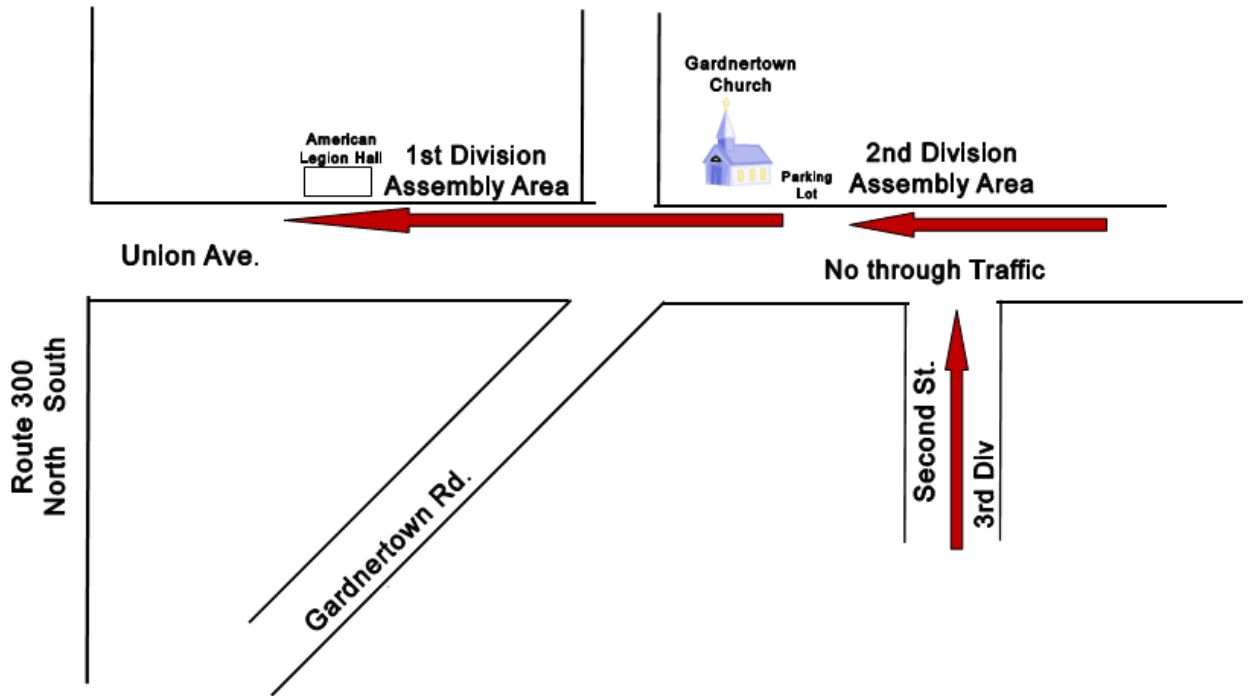 Gardnertown
Church
American
Legion Hall
1st Division
Assembly Area
Parking
Lot
2nd Division
Assembly Area
Union Ave.
No through Traffic
Route 300
North South
Gardnertown Rd.
Second St.
3rd Div